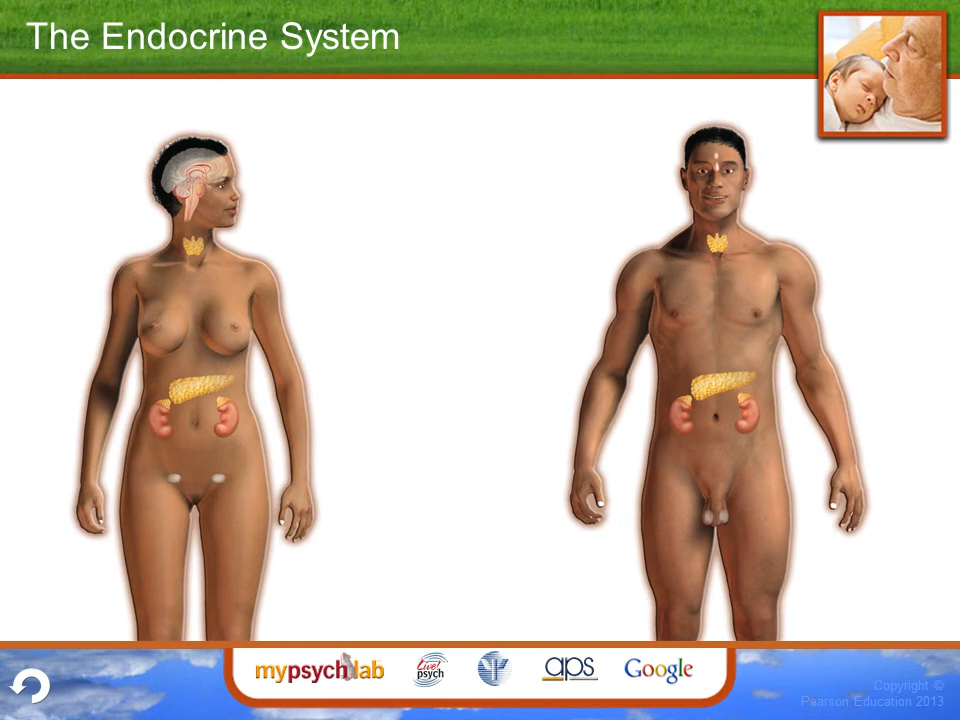 The Endocrine System
mypsychlab
Live!
psych
aps
Google
Copyright ©
Pearson Education 2013